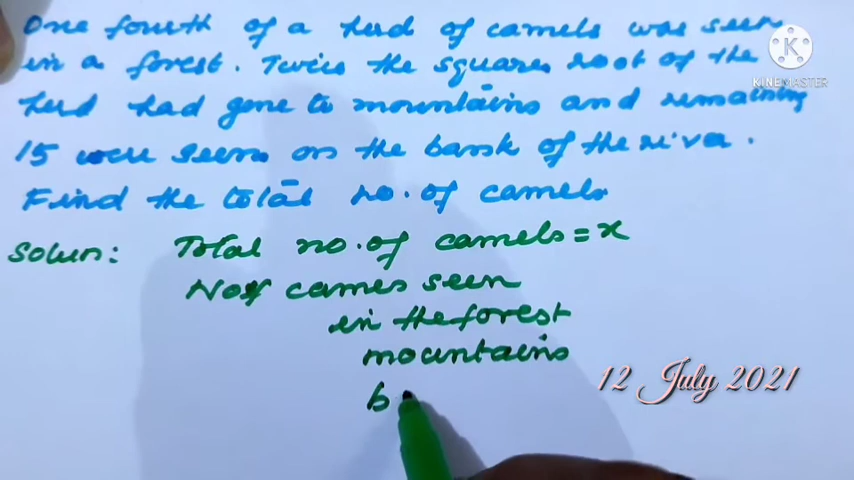 One fourth of a herd of camels was seen
in a forest. Twice the square root of the
herd had gone to mountains and remaining
15 were seen on the bank of the river.
Find the total no. of camels
Soln: Total no. of camels = x
No of cames seen
in the forest
mountains
b
K
KINEMASTER
12 July 2021